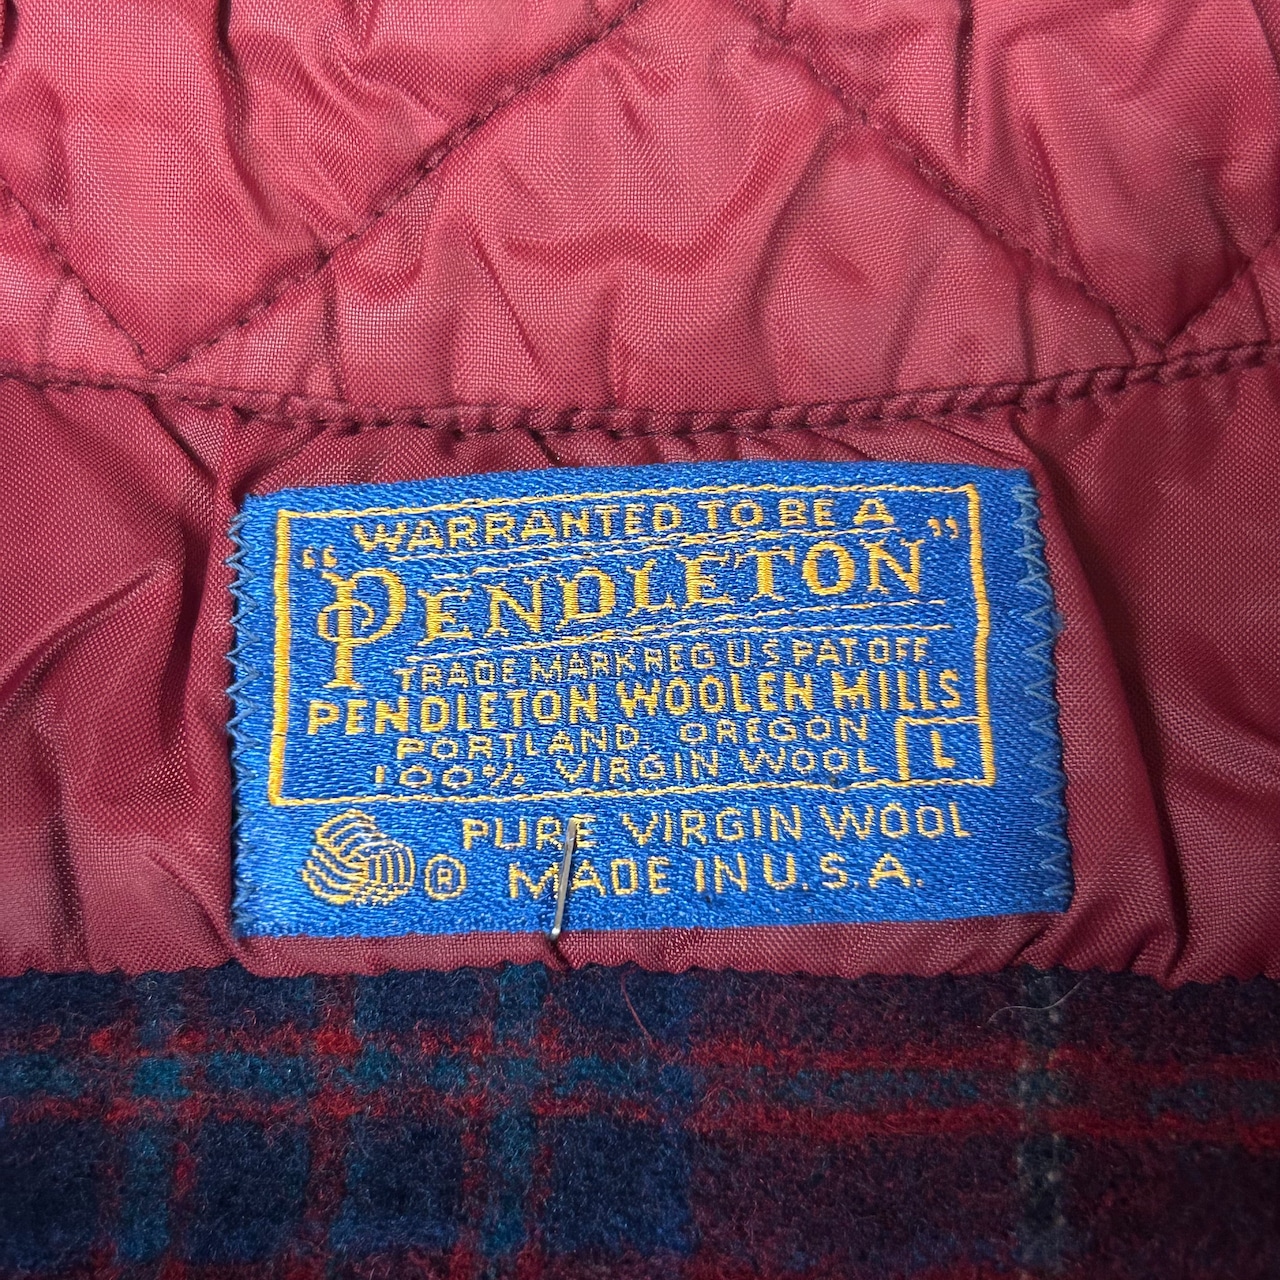 WARRANTED TO BE A
"PENDLETON"
TRADE MARK REG U S PAT. OFF.
PENDLETON WOOLEN MILLS
PORTLAND, OREGON
100% VIRGIN WOOL
L
PURE VIRGIN WOOL
® MADE IN U.S.A.